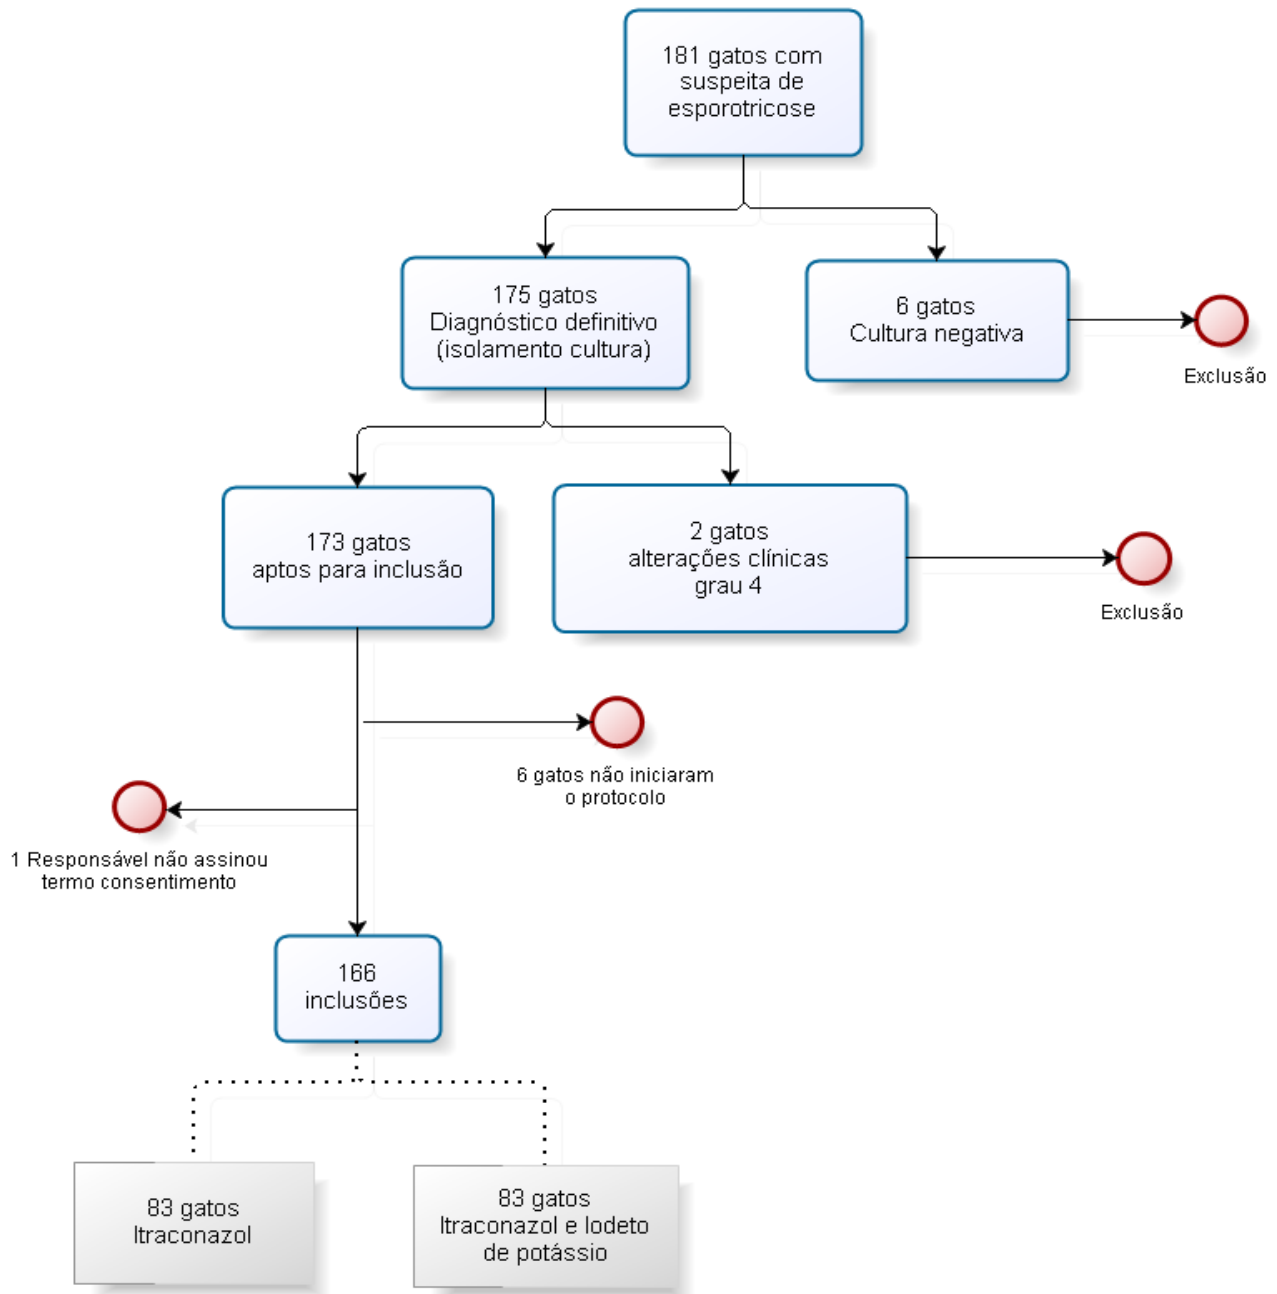 181 gatos com
suspeita de
esporotricose
175 gatos
Diagnóstico definitivo
(isolamento cultura)
6 gatos
Cultura negativa
Exclusão
173 gatos
aptos para inclusão
2 gatos
alterações clínicas
grau 4
Exclusão
6 gatos não iniciaram
o protocolo
1 Responsável não assinou
termo consentimento
166
inclusões
83 gatos
Itraconazol
83 gatos
Itraconazol e Iodeto
de potássio